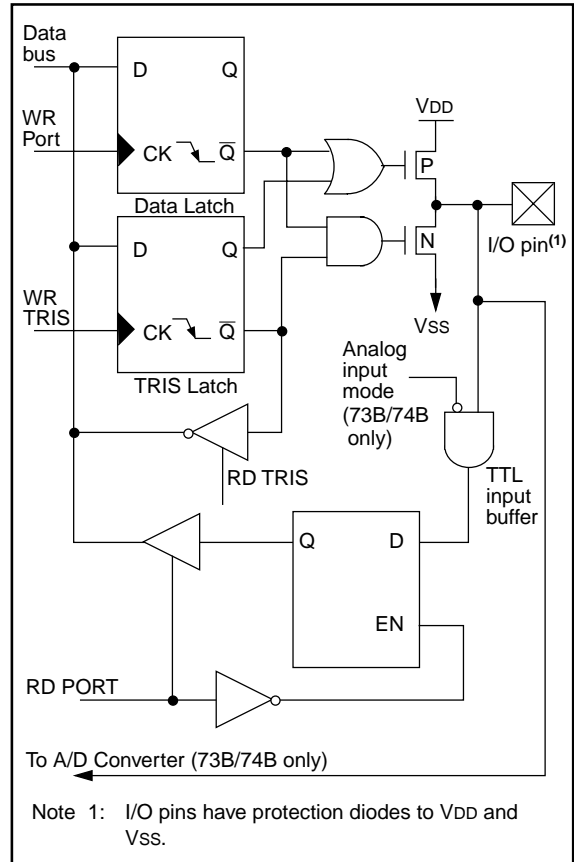 Data
bus
D
Q
VDD
WR
Port
CK
Q
P
Data Latch
N
I/O pin(1)
D
Q
WR
TRIS
CK
Q
VSS
TRIS Latch
Analog
input
mode
(73B/74B
only)
RD TRIS
TTL
input
buffer
Q
D
EN
RD PORT
To A/D Converter (73B/74B only)
Note 1: I/O pins have protection diodes to VDD and
VSS.